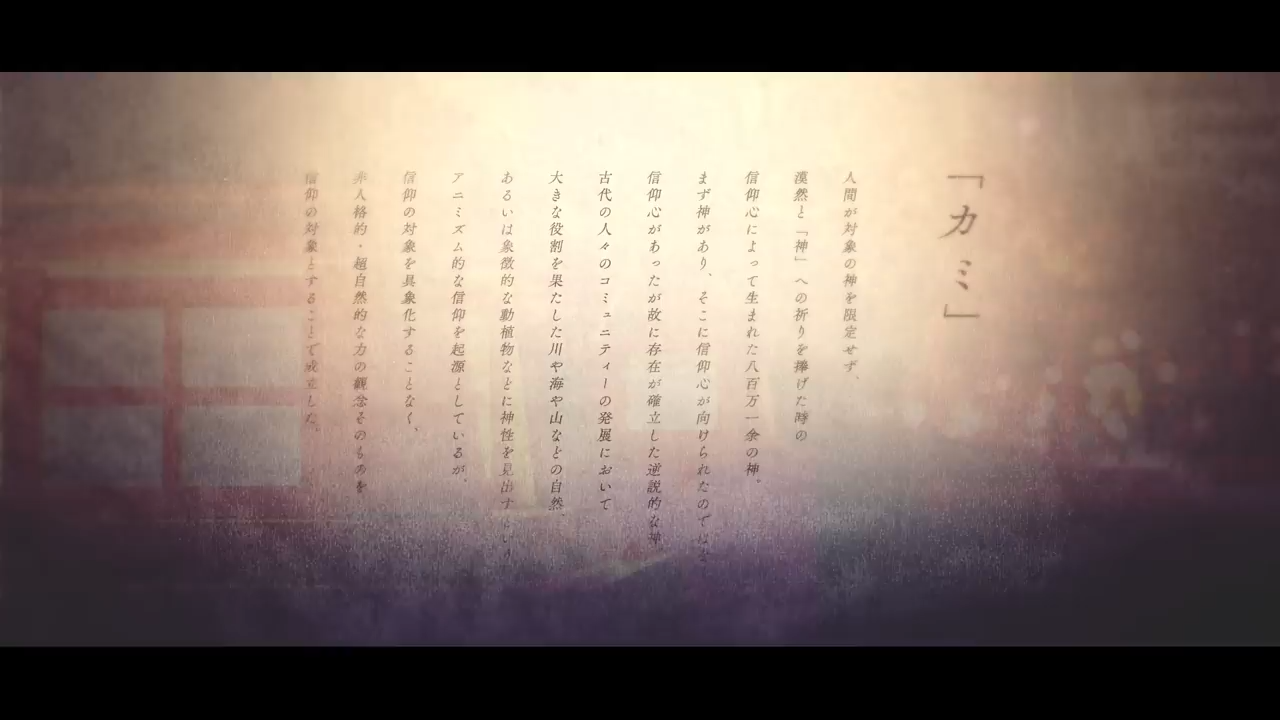 「カミ」
人間が対象の神を限定せず、
漠然と「神」への祈りを捧げた時の
信仰心によって生まれた八百万一余の神。
まず神があり、そこに信仰心が向けられたのではな
信仰心があったが故に存在が確立した逆説的な神
古代の人々のコミュニティーの発展において
大きな役割を果たした川や海や山などの自然、
あるいは象徴的な動植物などに神性を見出す
アニミズム的な信仰を起源としているが、
信仰の対象を具象化することなく、
非人格的・超自然的な力の観念そのものを
信仰の対象とすることで成立した。